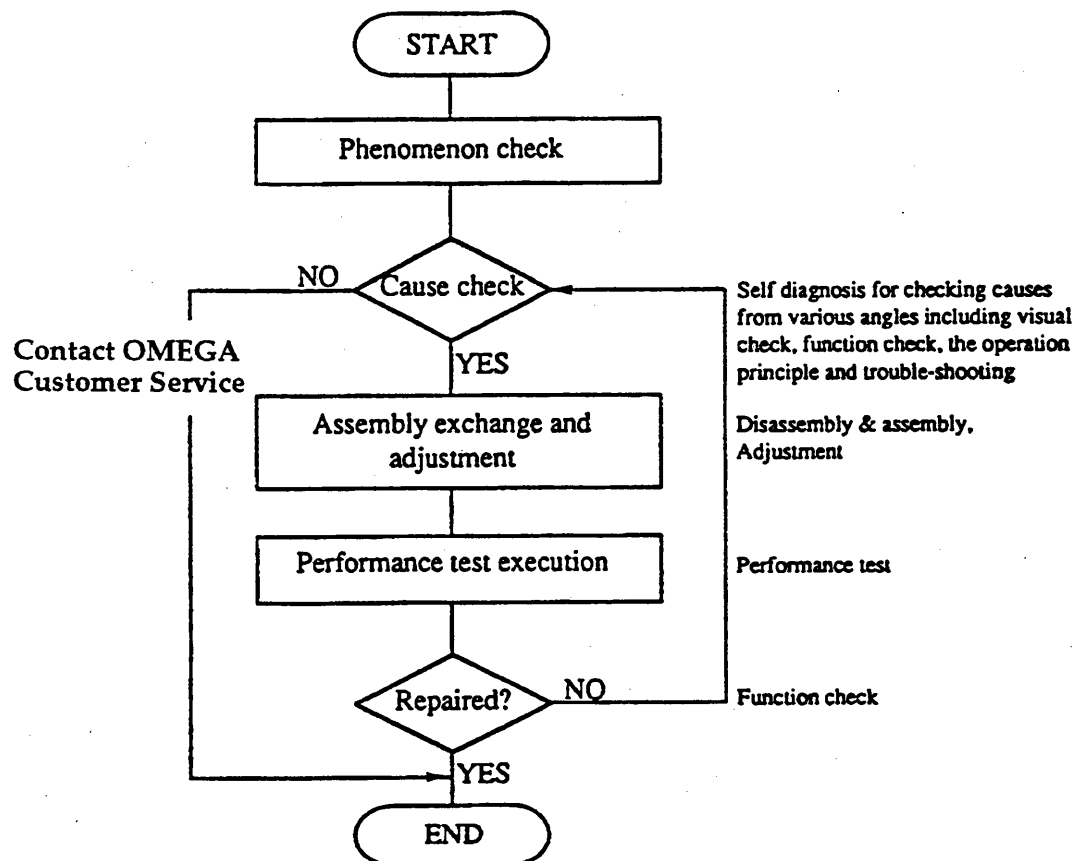 START
Phenomenon check
NO
Cause check
Self diagnosis for checking causes
from various angles including visual
check, function check, the operation
principle and trouble-shooting
Contact OMEGA
Customer Service
YES
Assembly exchange and
adjustment
Disassembly & assembly,
Adjustment
Performance test execution
Performance test
Repaired?
NO
Function check
YES
END